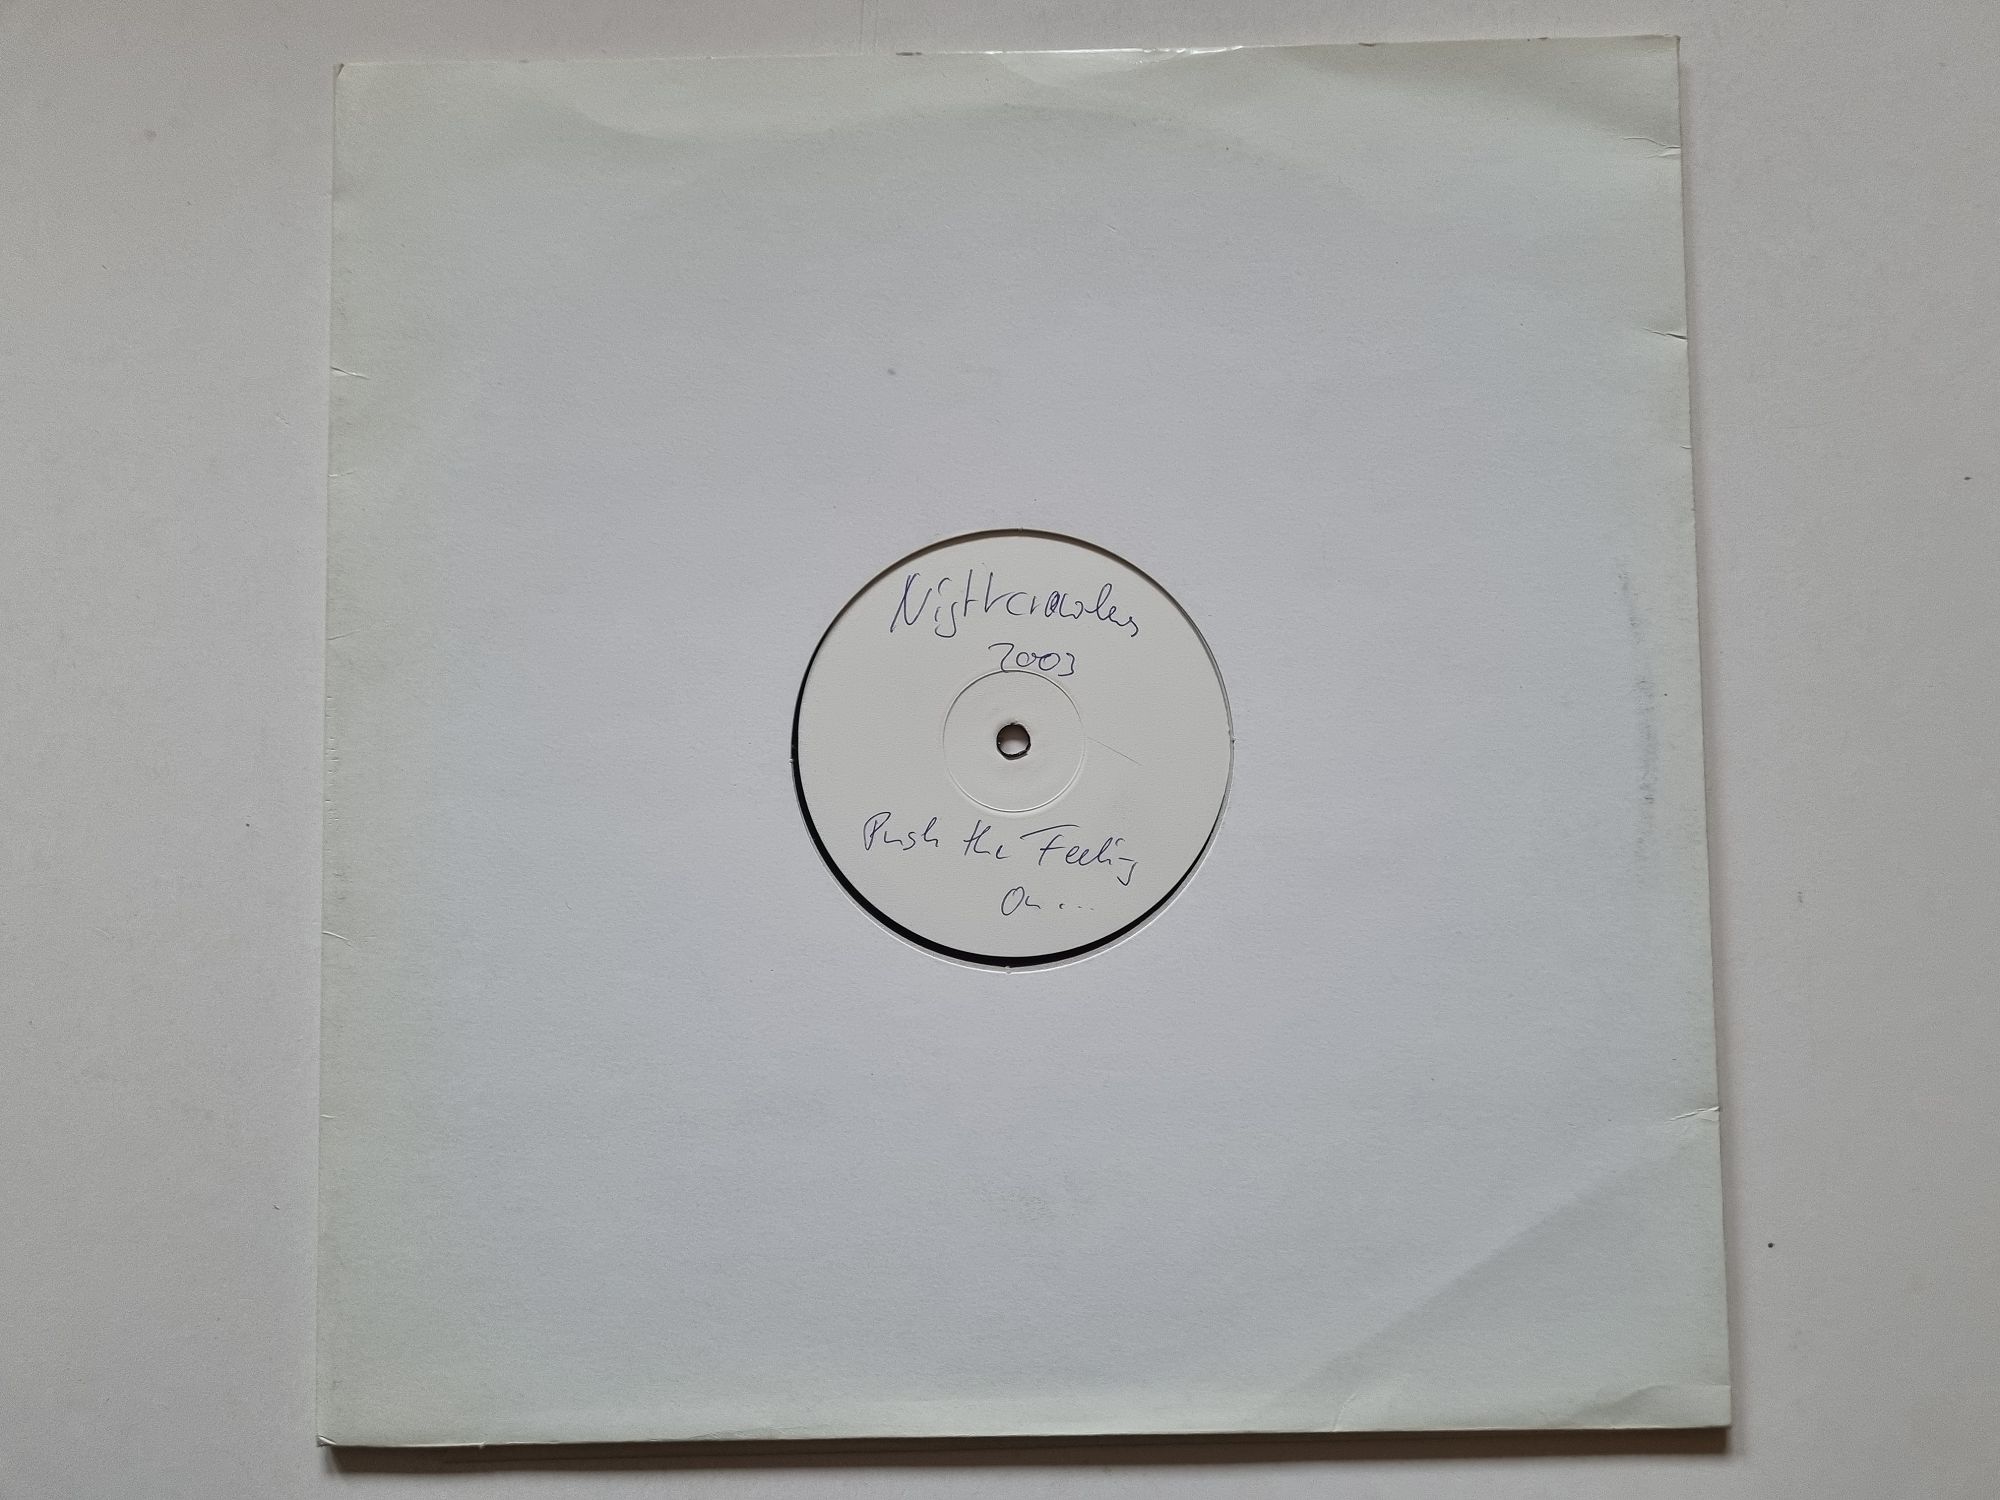 Nightcrawlers
2003
Push the Feeling
On....